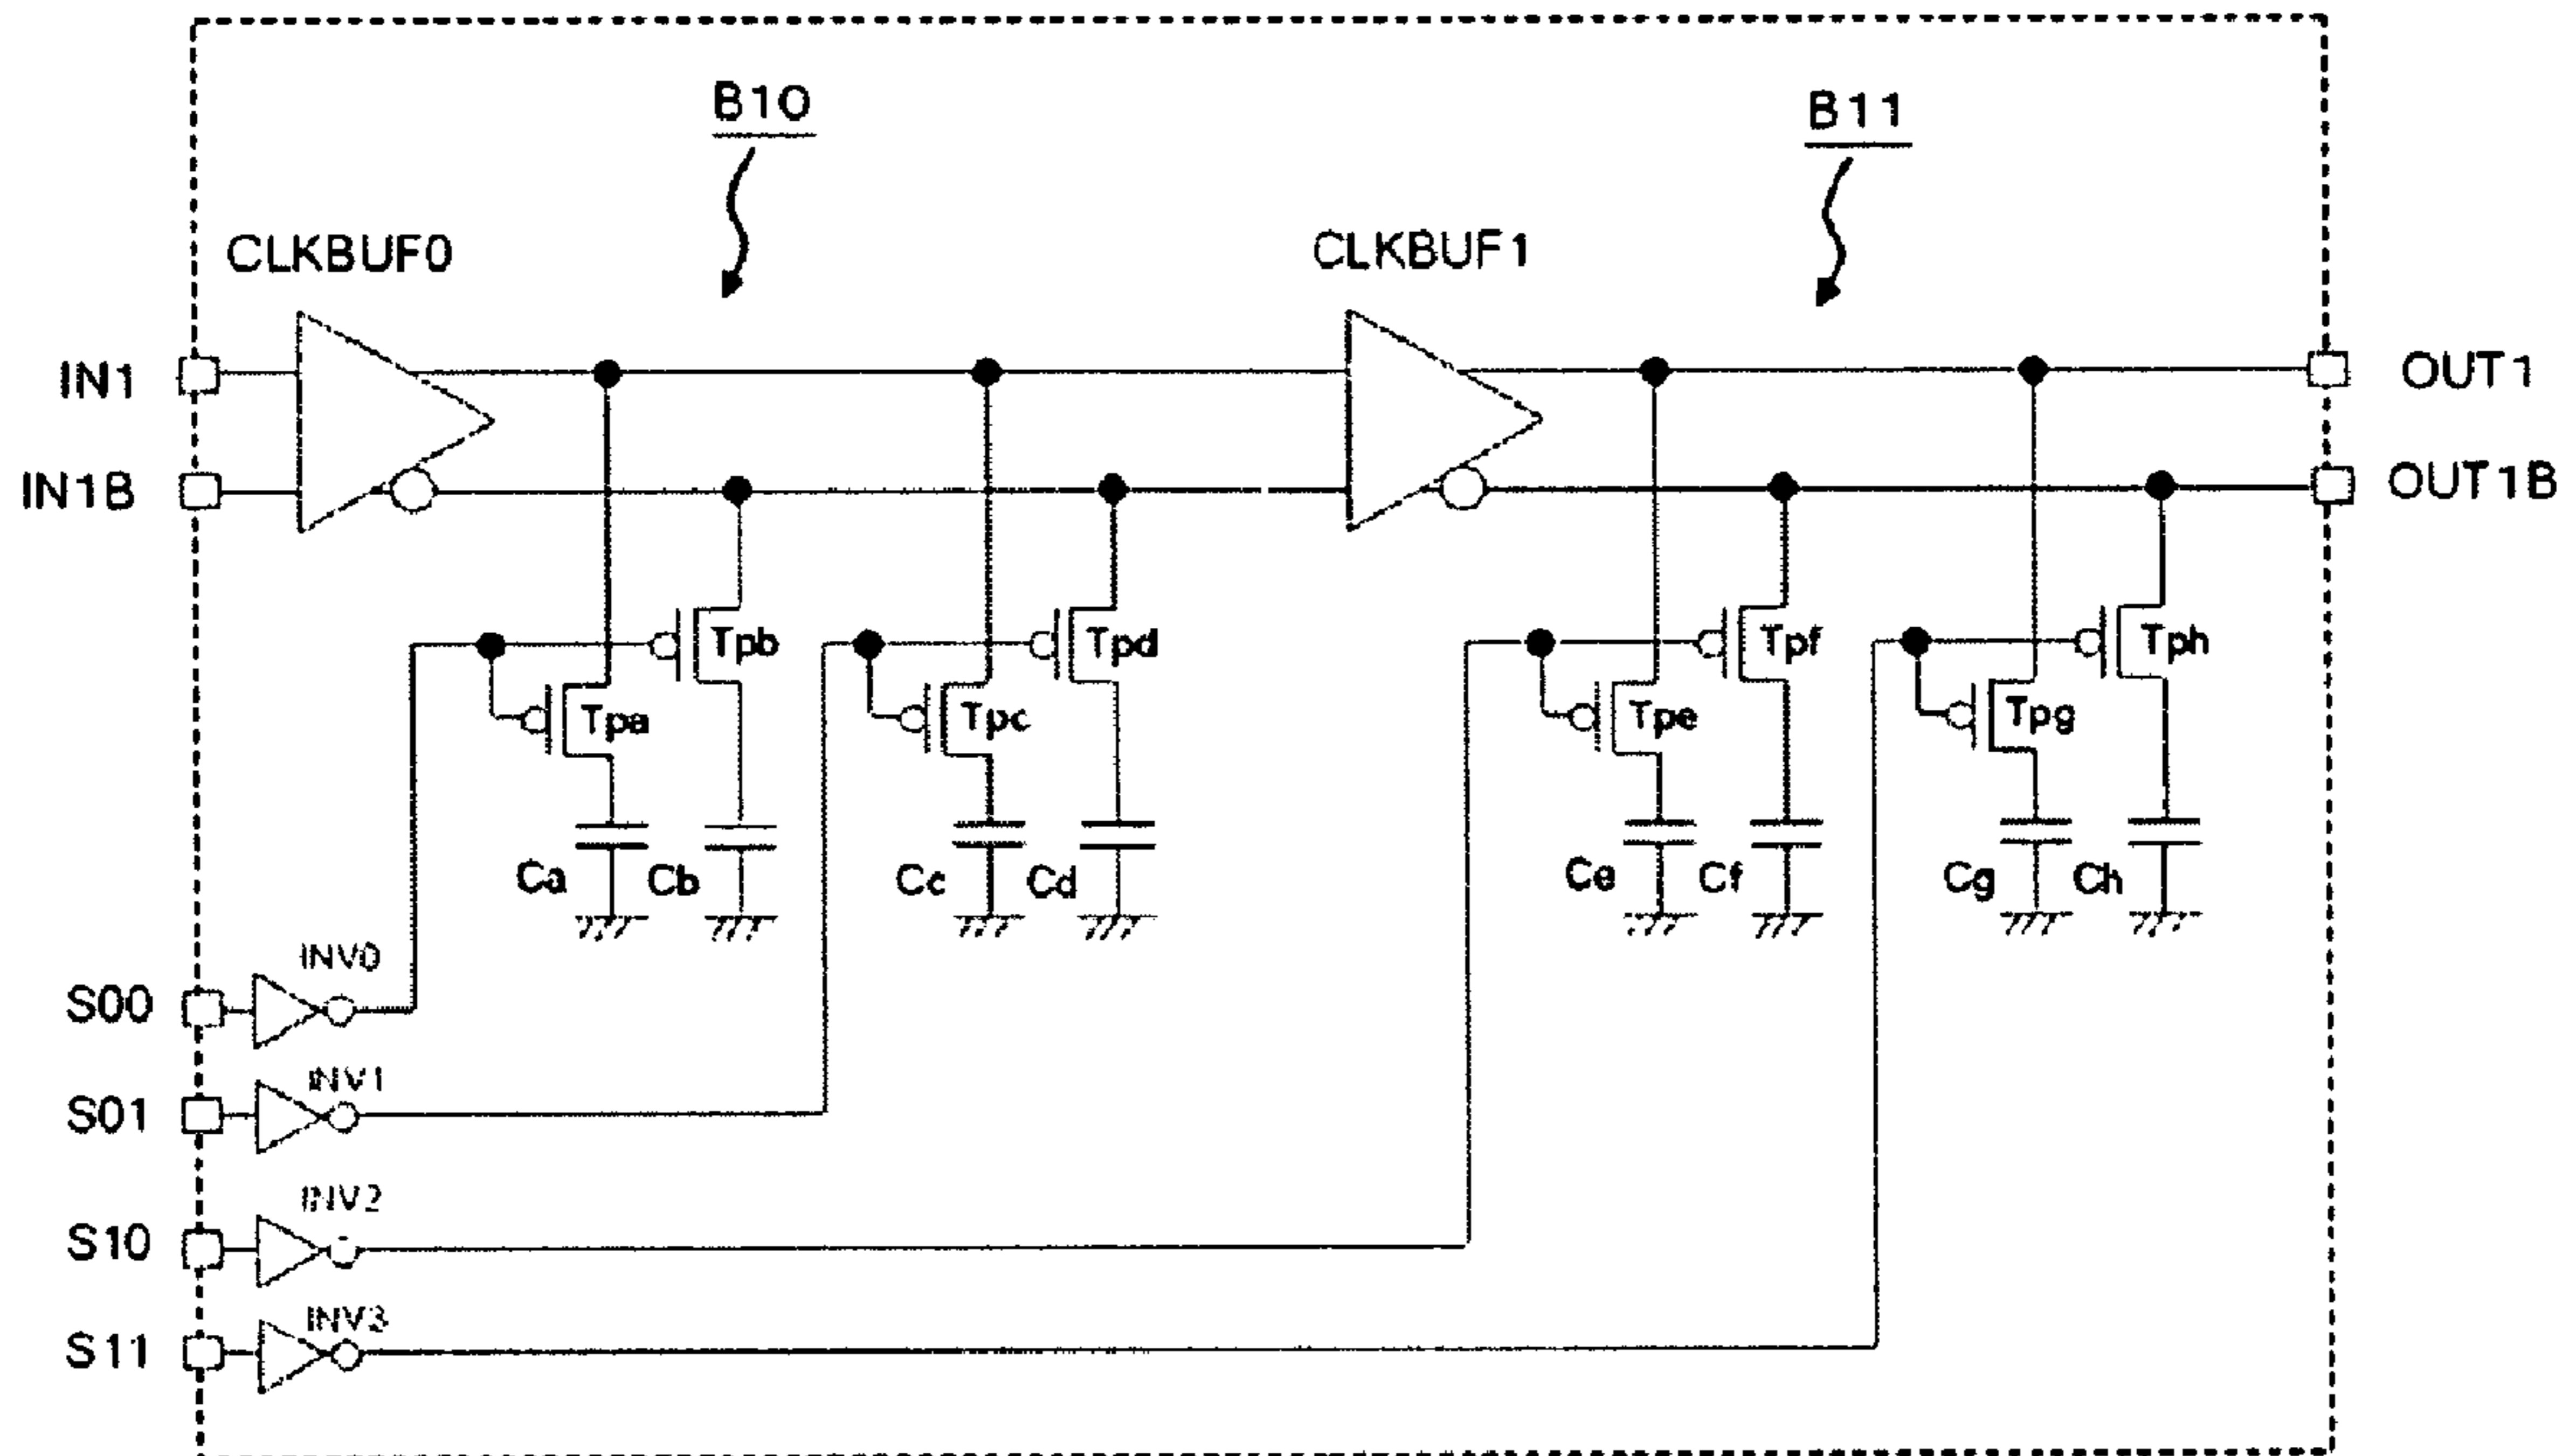 B10
B11
CLKBUF0
CLKBUF1
IN1
OUT1
IN1B
OUT1B
Tpb
Tpd
Tpf
Tph
Tpa
Tpc
Tpe
Tpg
Ca
Cb
Cc
Cd
Ce
Cf
Cg
Ch
INV0
S00
INV1
S01
INV2
S10
INV3
S11